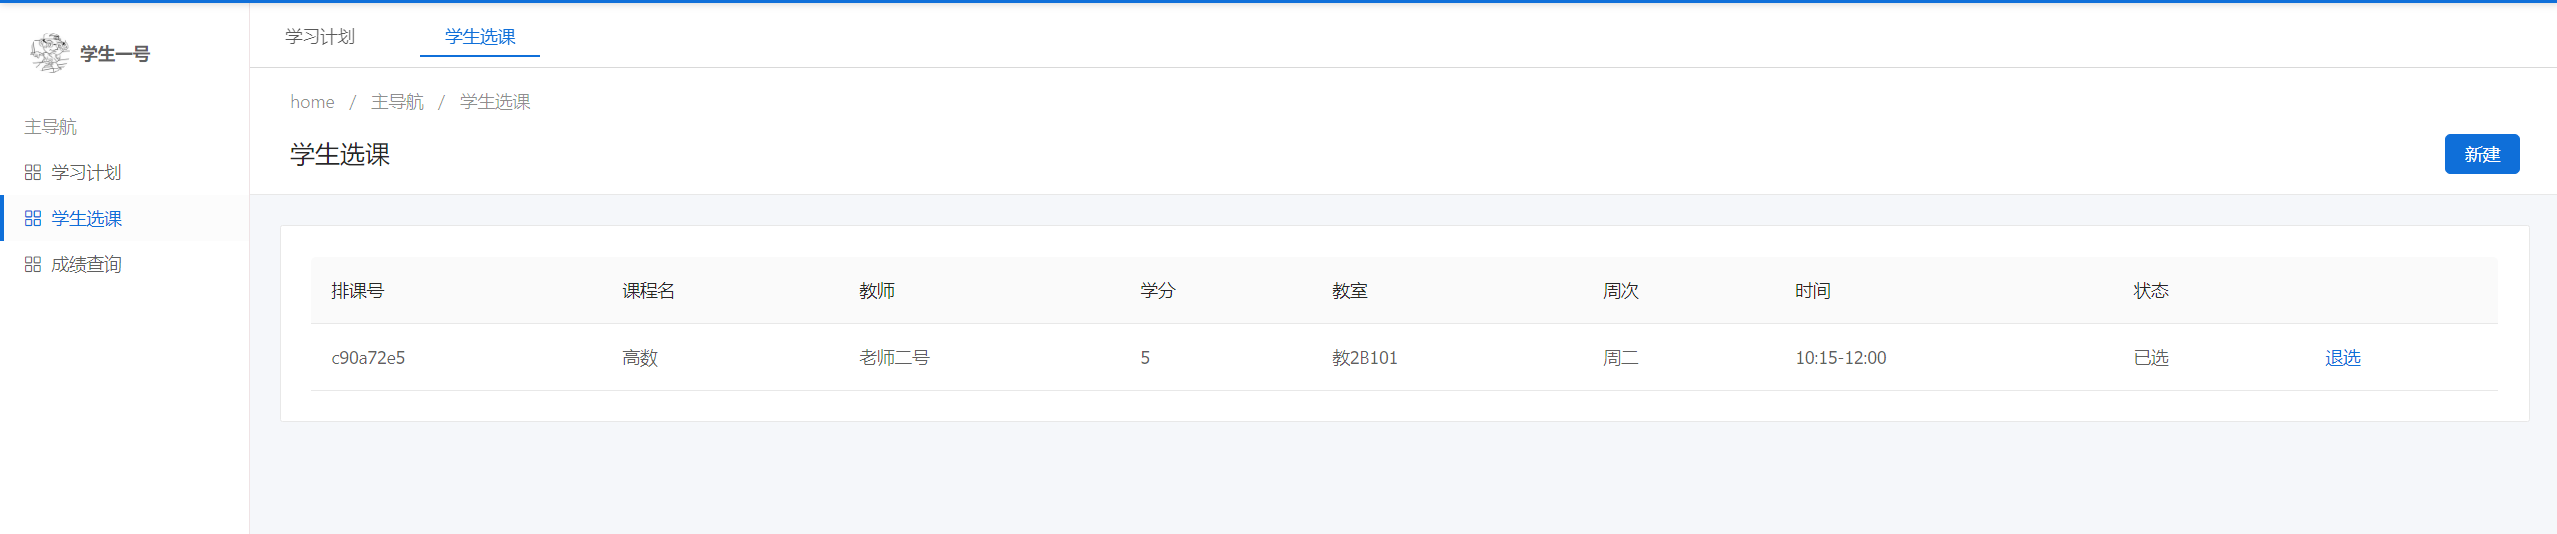 学生一号
主导航
学习计划
学生选课
成绩查询
学习计划 学生选课
home / 主导航 / 学生选课
学生选课 新建
排课号 课程名 教师 学分 教室 周次 时间 状态
c90a72e5 高数 老师二号 5 教2B101 周二 10:15-12:00 已选 退选